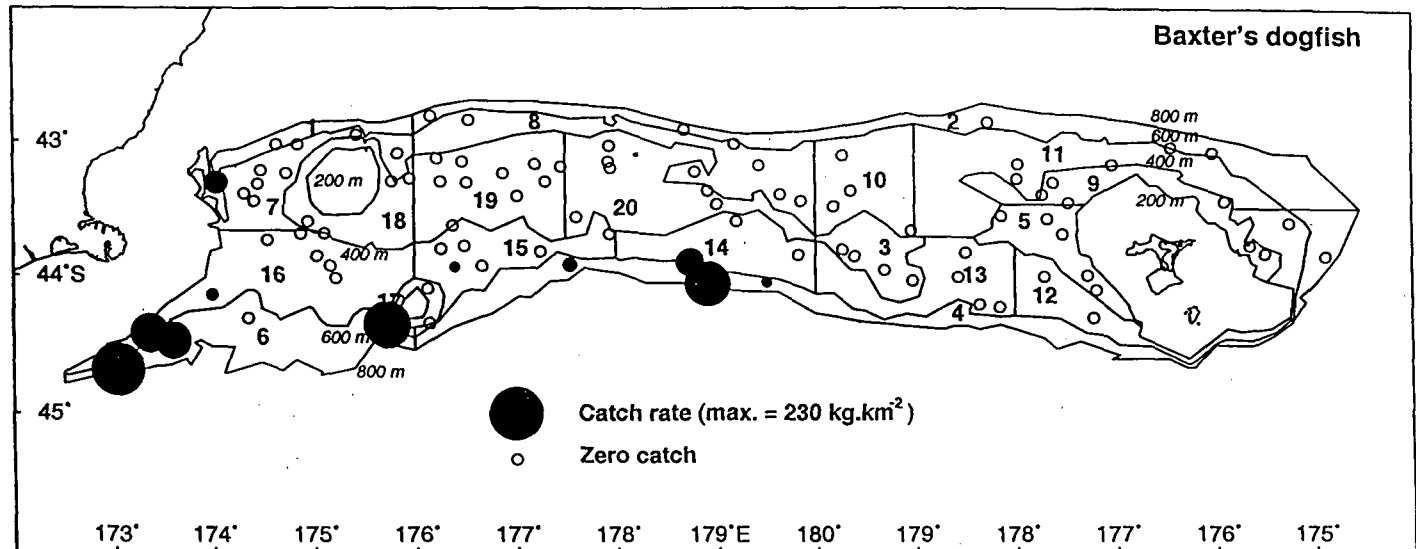 Baxter's dogfish
800 m
600 m
400 m
43°
8
2
11
9
200 m
200 m
10
7
18
19
20
5
400 m
15
14
3
44°S
16
13
12
17
4
6
600 m
800 m
45°
Catch rate (max. = 230 kg.km-2)
Zero catch
173° 174° 175° 176° 177° 178° 179°E 180° 179° 178° 177° 176° 175°